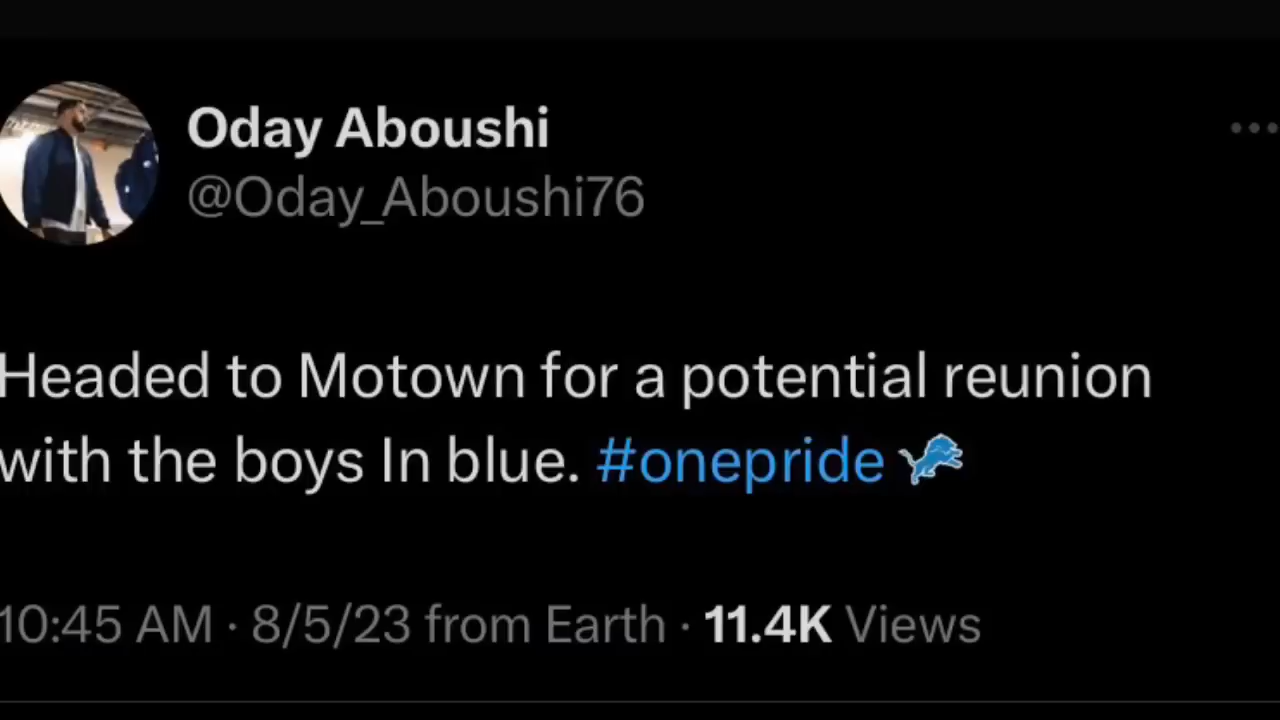 Oday Aboushi
@Oday_Aboushi76
Headed to Motown for a potential reunion
with the boys In blue. #onepride
10:45 AM · 8/5/23 from Earth · 11.4K Views